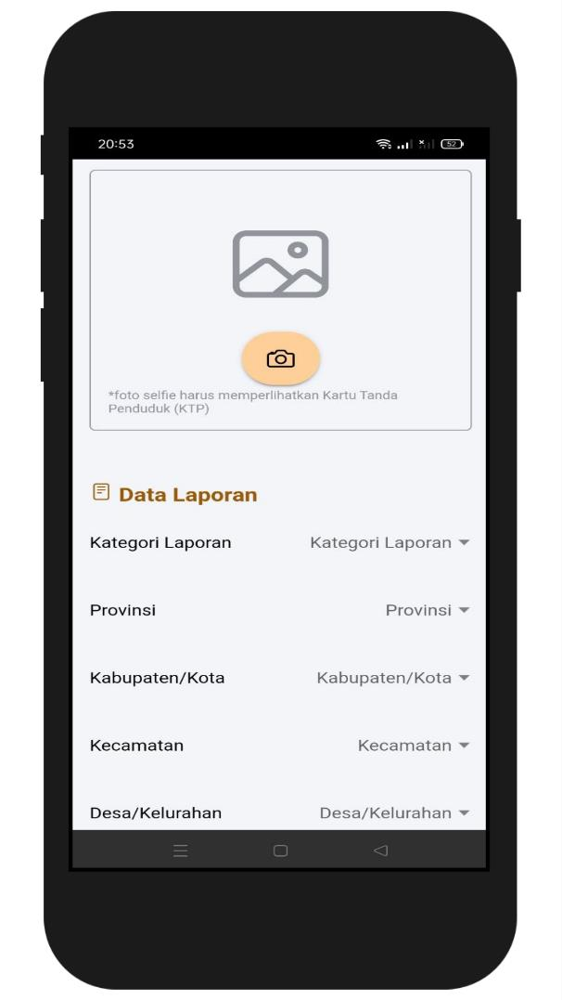 20:53
52
*foto selfie harus memperlihatkan Kartu Tanda
Penduduk (KTP)
Data Laporan
Kategori Laporan Kategori Laporan
Provinsi Provinsi
Kabupaten/Kota Kabupaten/Kota
Kecamatan Kecamatan
Desa/Kelurahan Desa/Kelurahan